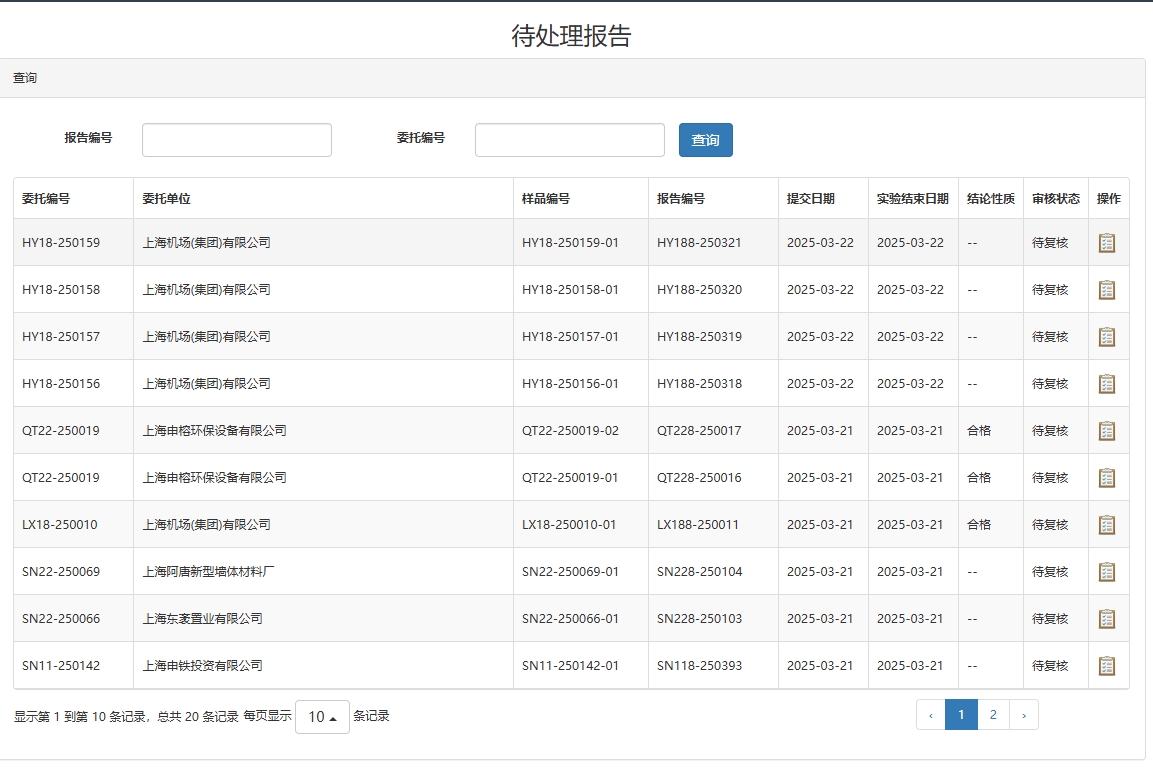 待处理报告
查询
报告编号 委托编号 查询
委托编号 委托单位 样品编号 报告编号 提交日期 实验结束日期 结论性质 审核状态 操作
HY18-250159 上海机场(集团)有限公司 HY18-250159-01 HY188-250321 2025-03-22 2025-03-22 -- 待复核
HY18-250158 上海机场(集团)有限公司 HY18-250158-01 HY188-250320 2025-03-22 2025-03-22 -- 待复核
HY18-250157 上海机场(集团)有限公司 HY18-250157-01 HY188-250319 2025-03-22 2025-03-22 -- 待复核
HY18-250156 上海机场(集团)有限公司 HY18-250156-01 HY188-250318 2025-03-22 2025-03-22 -- 待复核
QT22-250019 上海申榕环保设备有限公司 QT22-250019-02 QT228-250017 2025-03-21 2025-03-21 合格 待复核
QT22-250019 上海申榕环保设备有限公司 QT22-250019-01 QT228-250016 2025-03-21 2025-03-21 合格 待复核
LX18-250010 上海机场(集团)有限公司 LX18-250010-01 LX188-250011 2025-03-21 2025-03-21 合格 待复核
SN22-250069 上海阿唐新型墙体材料厂 SN22-250069-01 SN228-250104 2025-03-21 2025-03-21 -- 待复核
SN22-250066 上海东袤置业有限公司 SN22-250066-01 SN228-250103 2025-03-21 2025-03-21 -- 待复核
SN11-250142 上海申铁投资有限公司 SN11-250142-01 SN118-250393 2025-03-21 2025-03-21 -- 待复核
显示第 1 到第 10 条记录，总共 20 条记录 每页显示 10 条记录 ‹ 1 2 ›